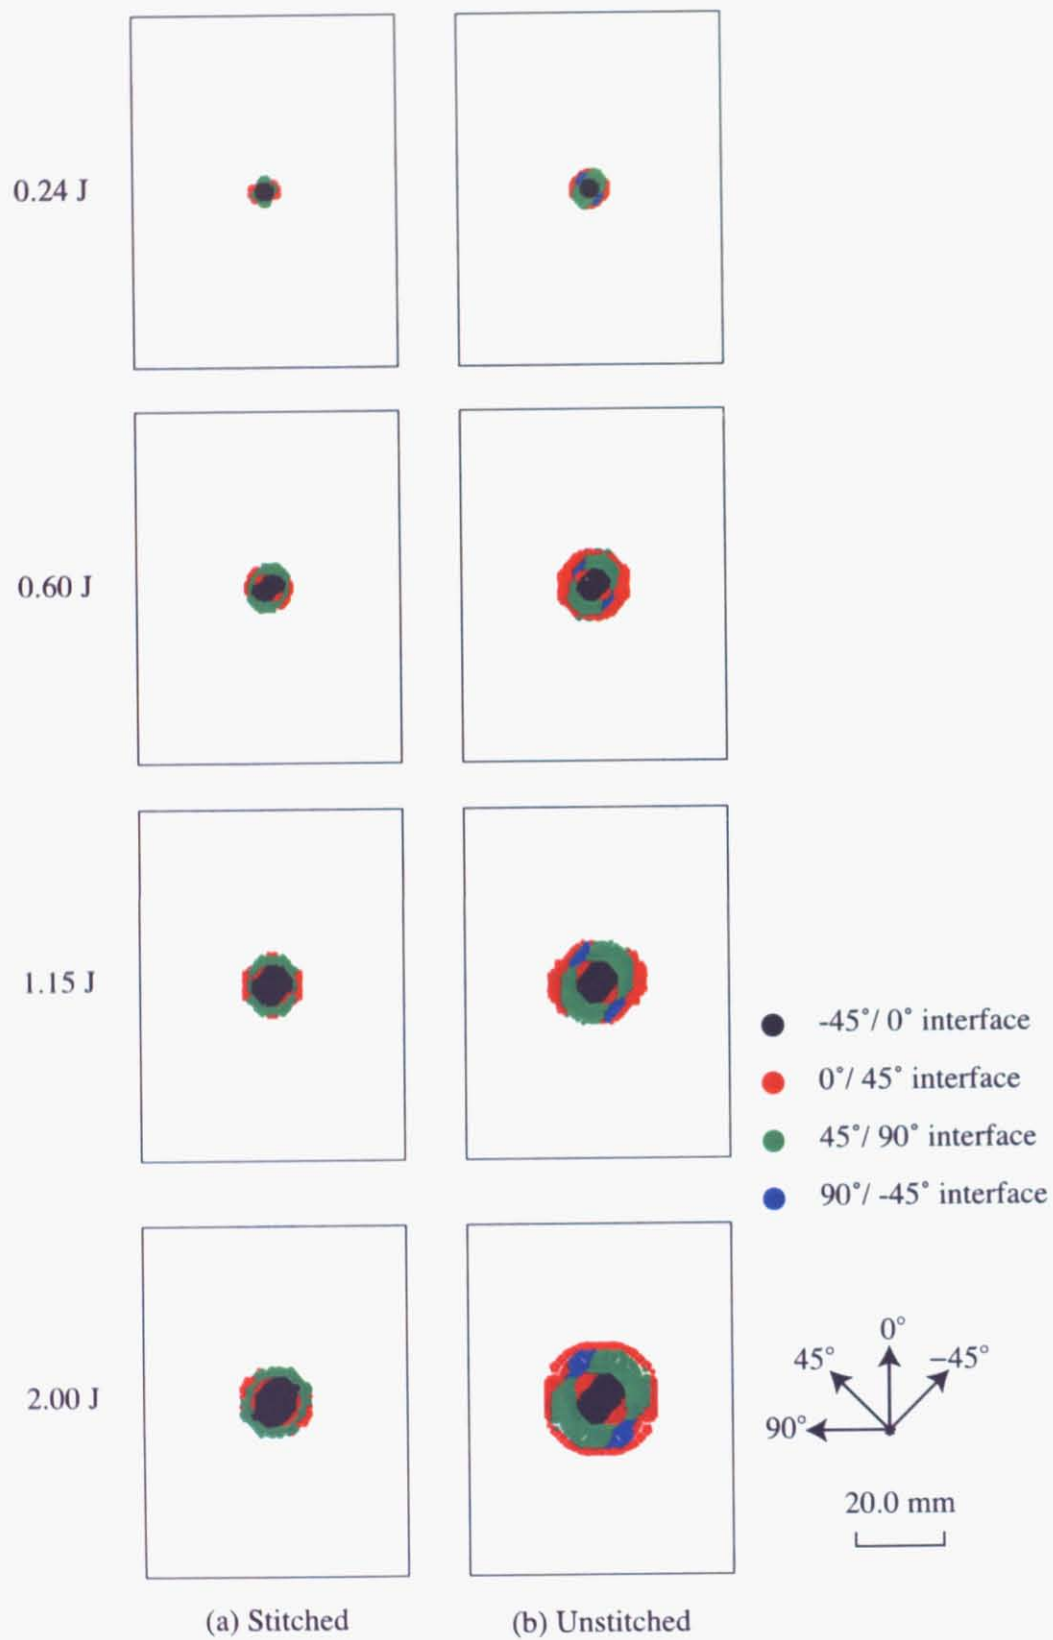 0.24 J
0.60 J
1.15 J
-45°/ 0° interface
0°/ 45° interface
45°/ 90° interface
90°/ -45° interface
2.00 J
0°
45°
−45°
90°
20.0 mm
(a) Stitched
(b) Unstitched